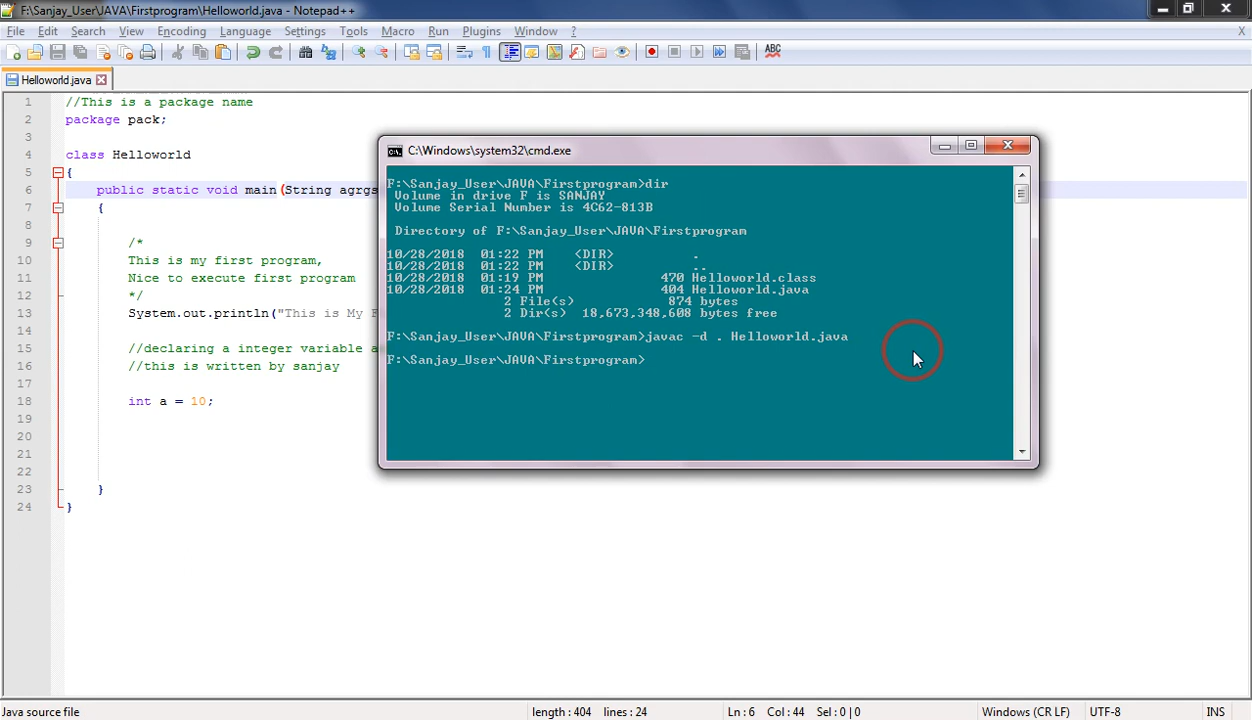 F:\Sanjay_User\JAVA\Firstprogram\Helloworld.java - Notepad++
File Edit Search View Encoding Language Settings Tools Macro Run Plugins Window ? X
ABC
Helloworld.java
1 //This is a package name
2 package pack;
3
4 class Helloworld
5 {
6 public static void main (String agrgs
7 {
8
9 /*
10 This is my first program,
11 Nice to execute first program
12 */
13 System.out.println("This is My F
14
15 //declaring a integer variable a
16 //this is written by sanjay
17
18 int a = 10;
19
20
21
22
23 }
24 }
C:\Windows\system32\cmd.exe
F:\Sanjay_User\JAVA\Firstprogram>dir
Volume in drive F is SANJAY
Volume Serial Number is 4C62-813B
Directory of F:\Sanjay_User\JAVA\Firstprogram
10/28/2018 01:22 PM <DIR> .
10/28/2018 01:22 PM <DIR> ..
10/28/2018 01:19 PM 470 Helloworld.class
10/28/2018 01:24 PM 404 Helloworld.java
2 File(s) 874 bytes
2 Dir(s) 18,673,348,608 bytes free
F:\Sanjay_User\JAVA\Firstprogram>javac -d . Helloworld.java
F:\Sanjay_User\JAVA\Firstprogram>
Java source file length : 404 lines : 24 Ln : 6 Col : 44 Sel : 0 | 0 Windows (CR LF) UTF-8 INS